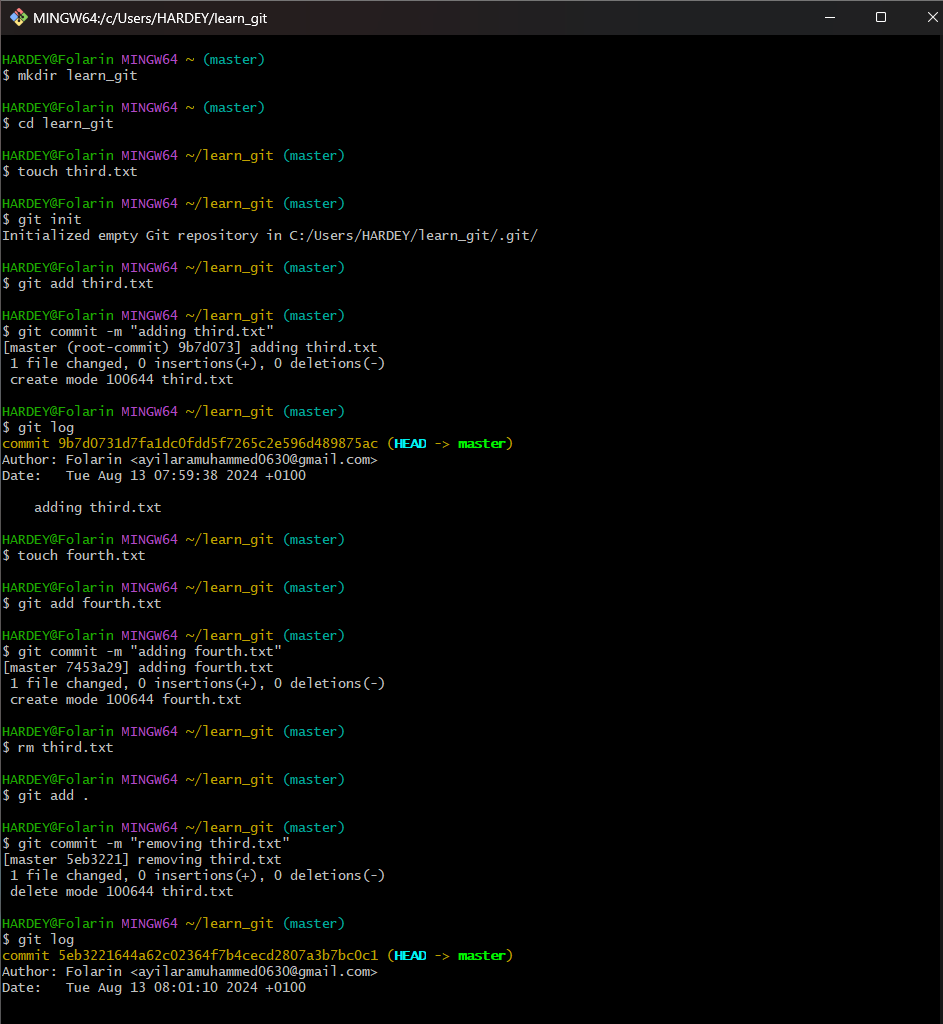 MINGW64:/c/Users/HARDEY/learn_git
HARDEY@Folarin MINGW64 ~ (master)
$ mkdir learn_git
HARDEY@Folarin MINGW64 ~ (master)
$ cd learn_git
HARDEY@Folarin MINGW64 ~/learn_git (master)
$ touch third.txt
HARDEY@Folarin MINGW64 ~/learn_git (master)
$ git init
Initialized empty Git repository in C:/Users/HARDEY/learn_git/.git/
HARDEY@Folarin MINGW64 ~/learn_git (master)
$ git add third.txt
HARDEY@Folarin MINGW64 ~/learn_git (master)
$ git commit -m "adding third.txt"
[master (root-commit) 9b7d073] adding third.txt
 1 file changed, 0 insertions(+), 0 deletions(-)
 create mode 100644 third.txt
HARDEY@Folarin MINGW64 ~/learn_git (master)
$ git log
commit 9b7d0731d7fa1dc0fdd5f7265c2e596d489875ac (HEAD -> master)
Author: Folarin <ayilaramuhammed0630@gmail.com>
Date:   Tue Aug 13 07:59:38 2024 +0100
    adding third.txt
HARDEY@Folarin MINGW64 ~/learn_git (master)
$ touch fourth.txt
HARDEY@Folarin MINGW64 ~/learn_git (master)
$ git add fourth.txt
HARDEY@Folarin MINGW64 ~/learn_git (master)
$ git commit -m "adding fourth.txt"
[master 7453a29] adding fourth.txt
 1 file changed, 0 insertions(+), 0 deletions(-)
 create mode 100644 fourth.txt
HARDEY@Folarin MINGW64 ~/learn_git (master)
$ rm third.txt
HARDEY@Folarin MINGW64 ~/learn_git (master)
$ git add .
HARDEY@Folarin MINGW64 ~/learn_git (master)
$ git commit -m "removing third.txt"
[master 5eb3221] removing third.txt
 1 file changed, 0 insertions(+), 0 deletions(-)
 delete mode 100644 third.txt
HARDEY@Folarin MINGW64 ~/learn_git (master)
$ git log
commit 5eb3221644a62c02364f7b4cecd2807a3b7bc0c1 (HEAD -> master)
Author: Folarin <ayilaramuhammed0630@gmail.com>
Date:   Tue Aug 13 08:01:10 2024 +0100